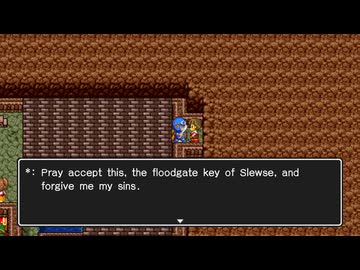 *: Pray accept this, the floodgate key of Slewse, and
forgive me my sins.